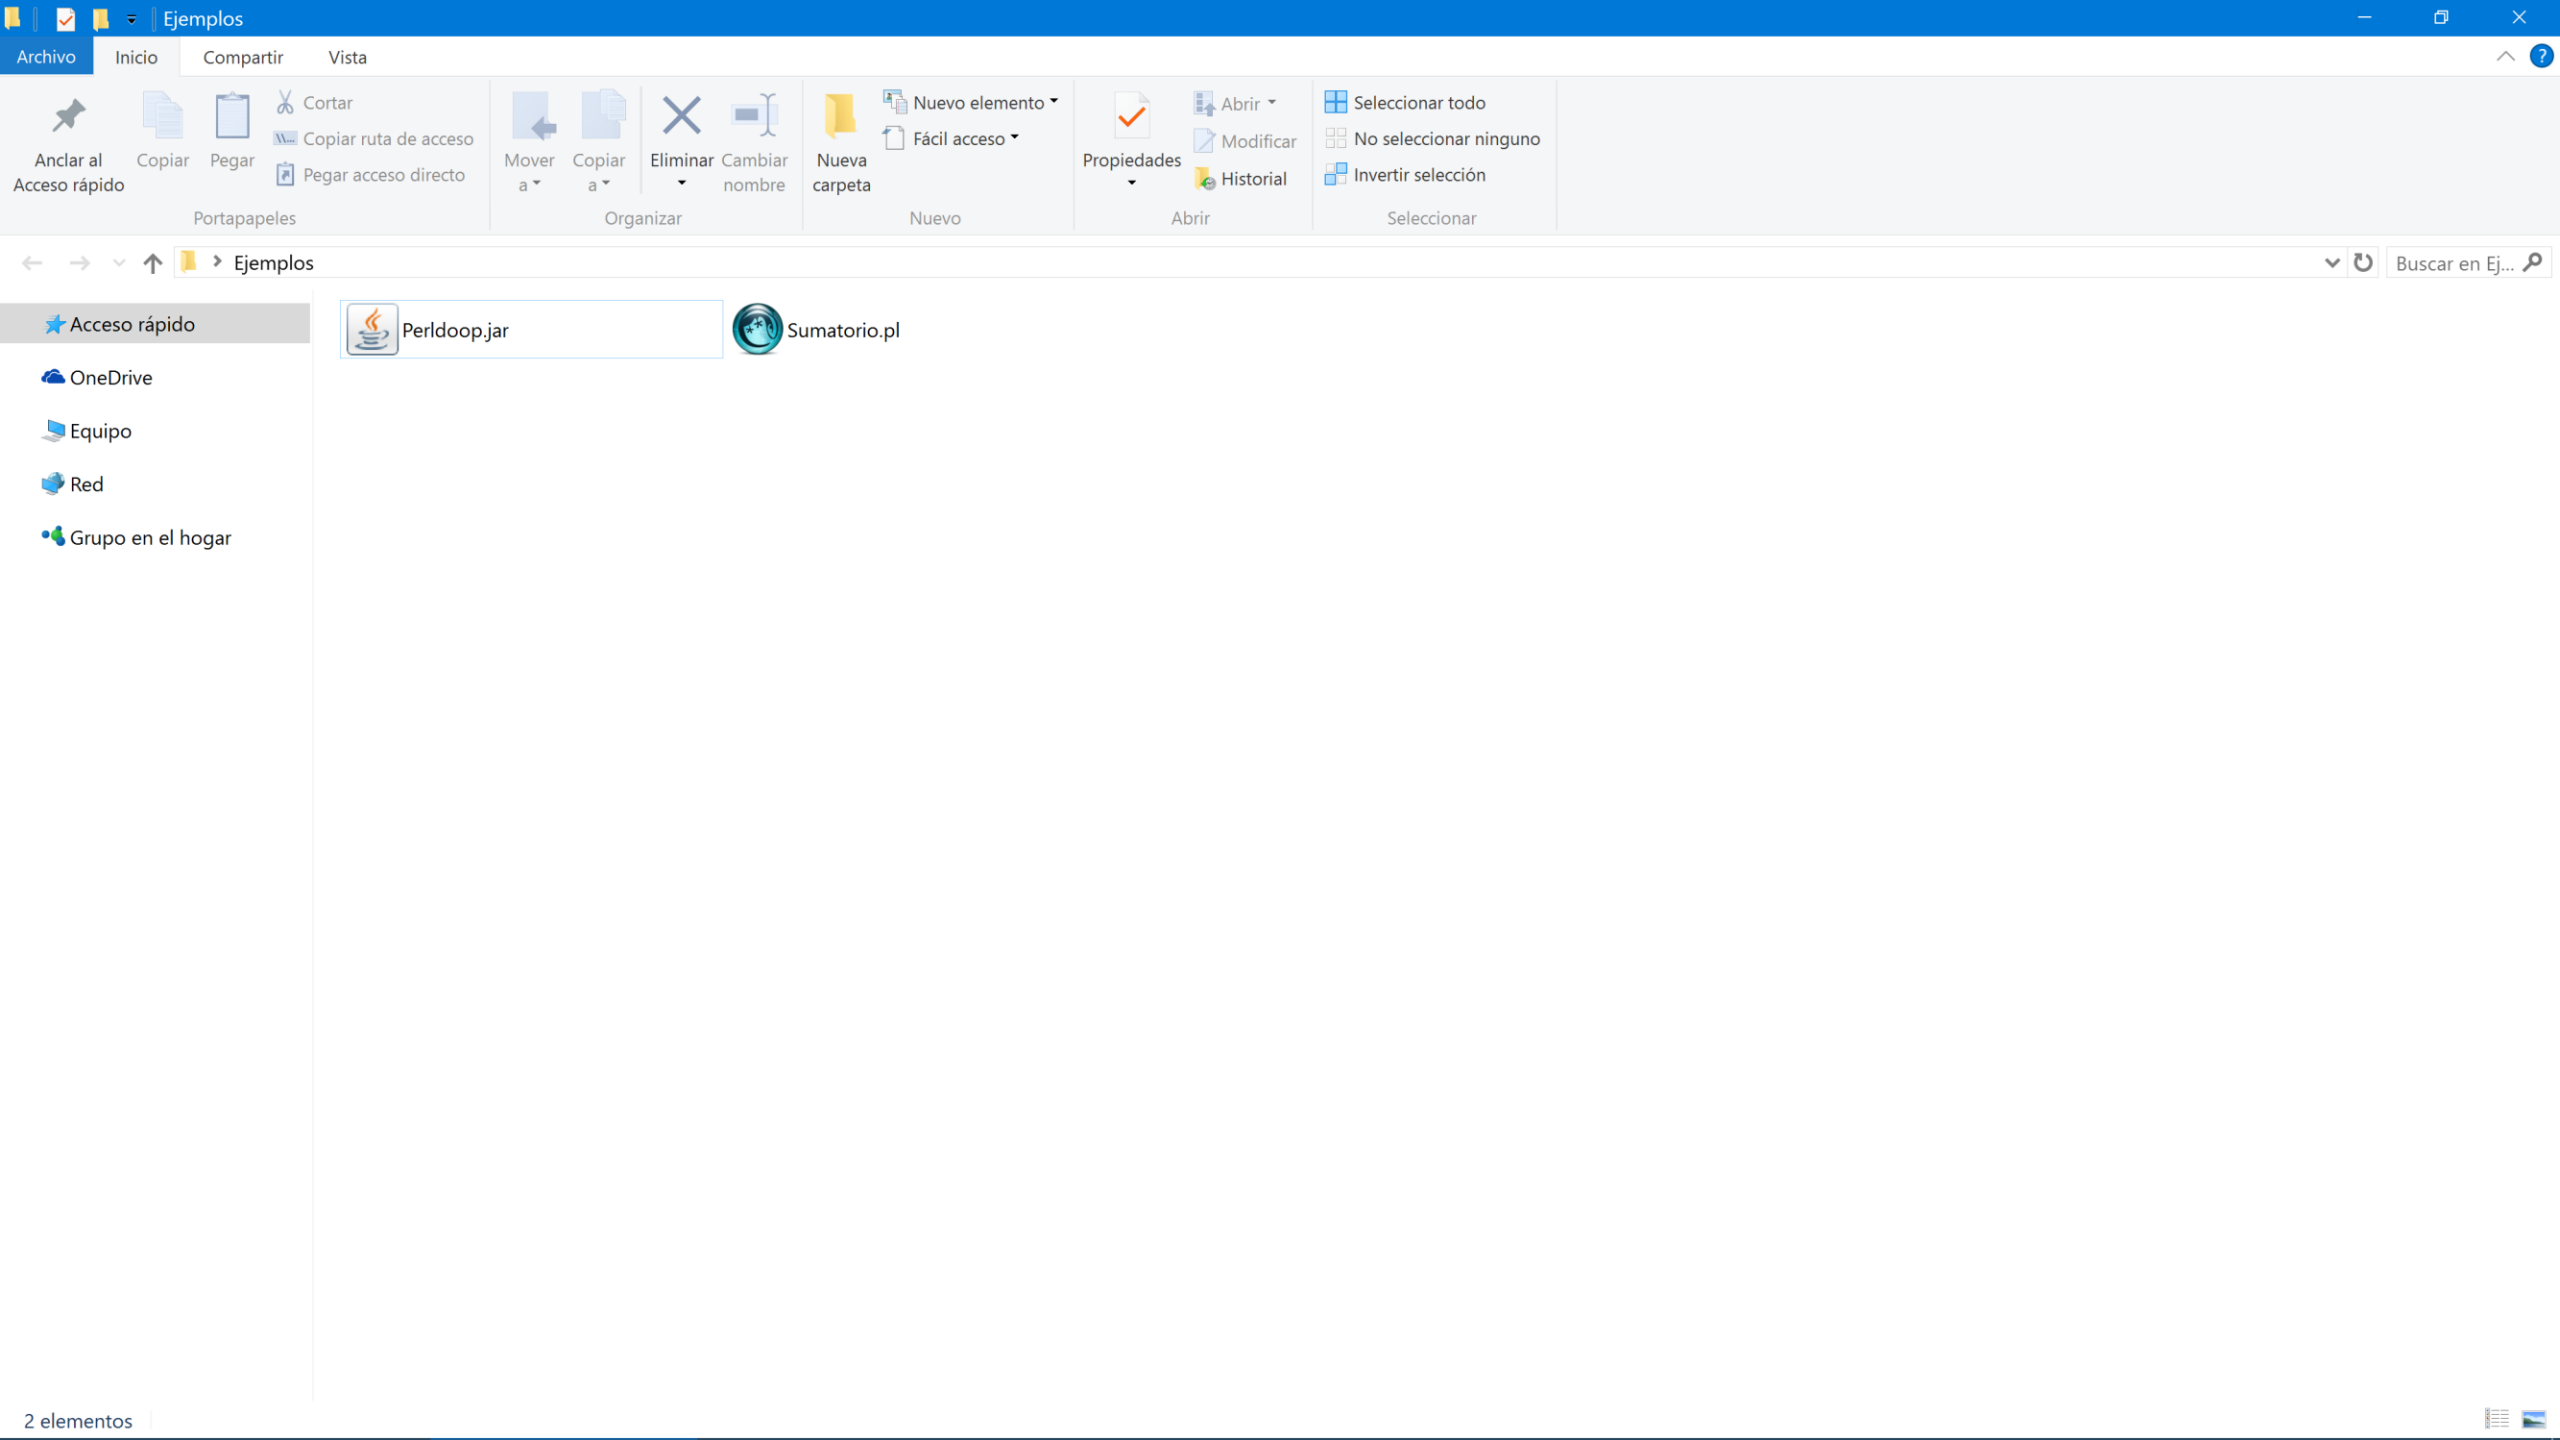 Ejemplos
Archivo Inicio Compartir Vista
Anclar al
Acceso rápido
Copiar
Pegar
Cortar
Copiar ruta de acceso
Pegar acceso directo
Portapapeles
Mover
a
Copiar
a
Eliminar
Cambiar
nombre
Organizar
Nueva
carpeta
Nuevo elemento
Fácil acceso
Nuevo
Propiedades
Abrir
Modificar
Historial
Abrir
Seleccionar todo
No seleccionar ninguno
Invertir selección
Seleccionar
Ejemplos
Buscar en Ej...
Acceso rápido
OneDrive
Equipo
Red
Grupo en el hogar
Perldoop.jar
Sumatorio.pl
2 elementos